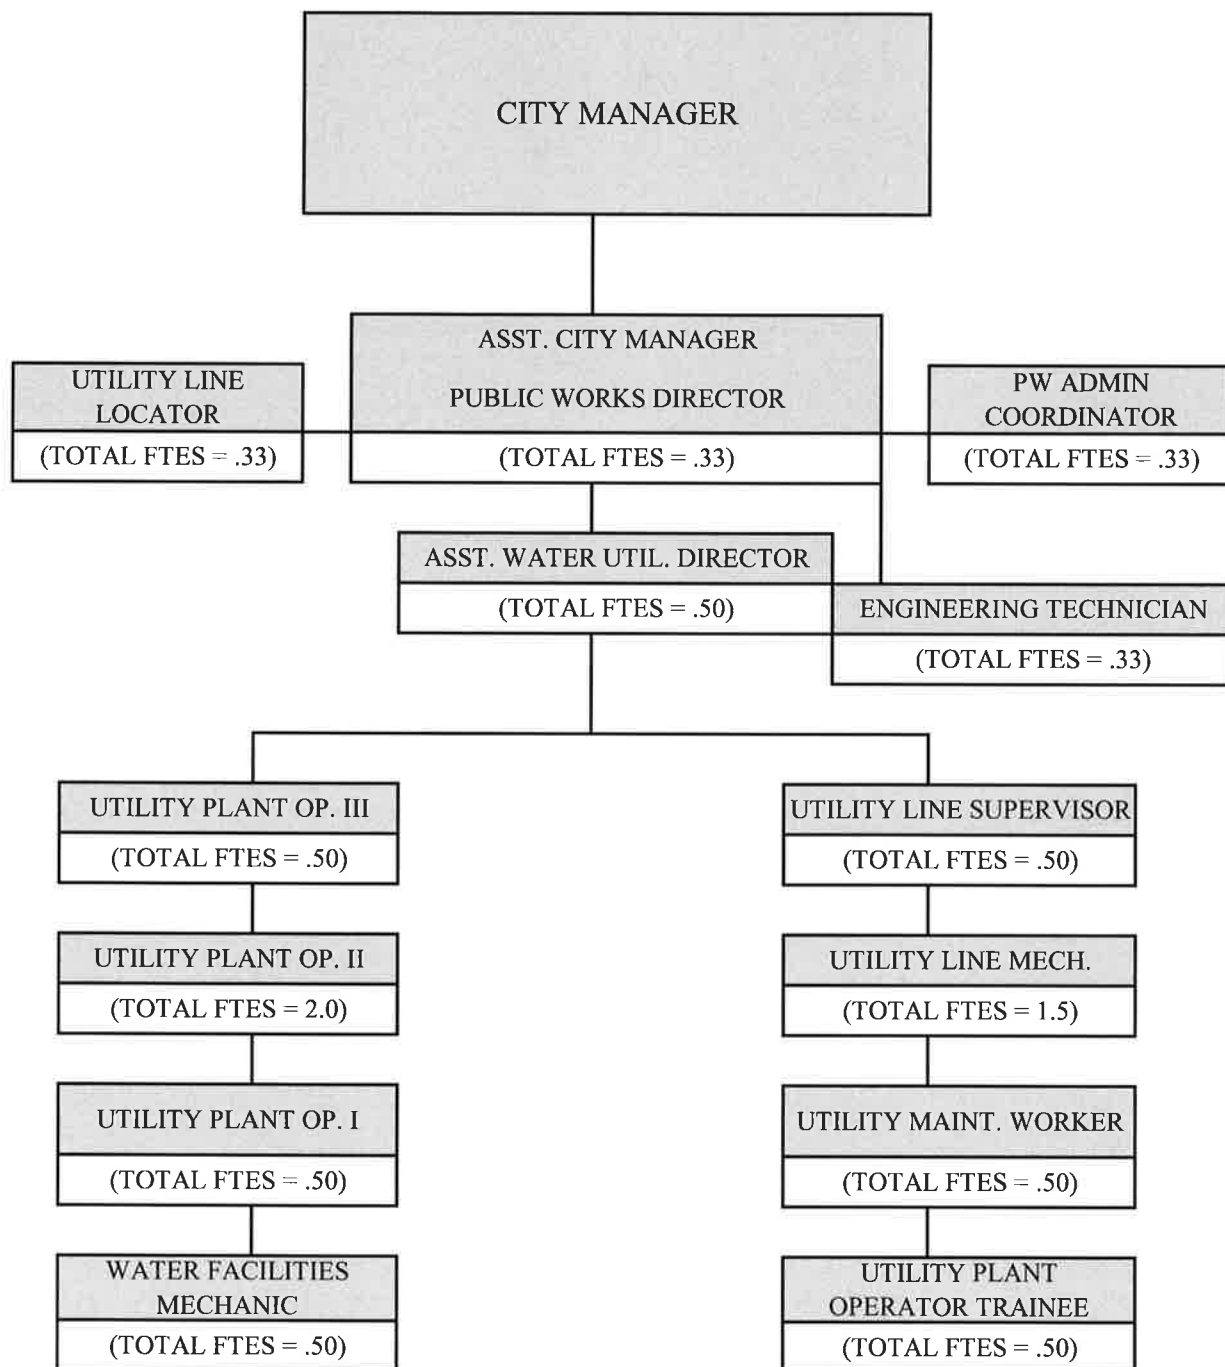 CITY MANAGER
ASST. CITY MANAGER
PUBLIC WORKS DIRECTOR
(TOTAL FTES = .33)
UTILITY LINE
LOCATOR
(TOTAL FTES = .33)
PW ADMIN
COORDINATOR
(TOTAL FTES = .33)
ASST. WATER UTIL. DIRECTOR
(TOTAL FTES = .50)
ENGINEERING TECHNICIAN
(TOTAL FTES = .33)
UTILITY PLANT OP. III
(TOTAL FTES = .50)
UTILITY PLANT OP. II
(TOTAL FTES = 2.0)
UTILITY PLANT OP. I
(TOTAL FTES = .50)
WATER FACILITIES
MECHANIC
(TOTAL FTES = .50)
UTILITY LINE SUPERVISOR
(TOTAL FTES = .50)
UTILITY LINE MECH.
(TOTAL FTES = 1.5)
UTILITY MAINT. WORKER
(TOTAL FTES = .50)
UTILITY PLANT
OPERATOR TRAINEE
(TOTAL FTES = .50)